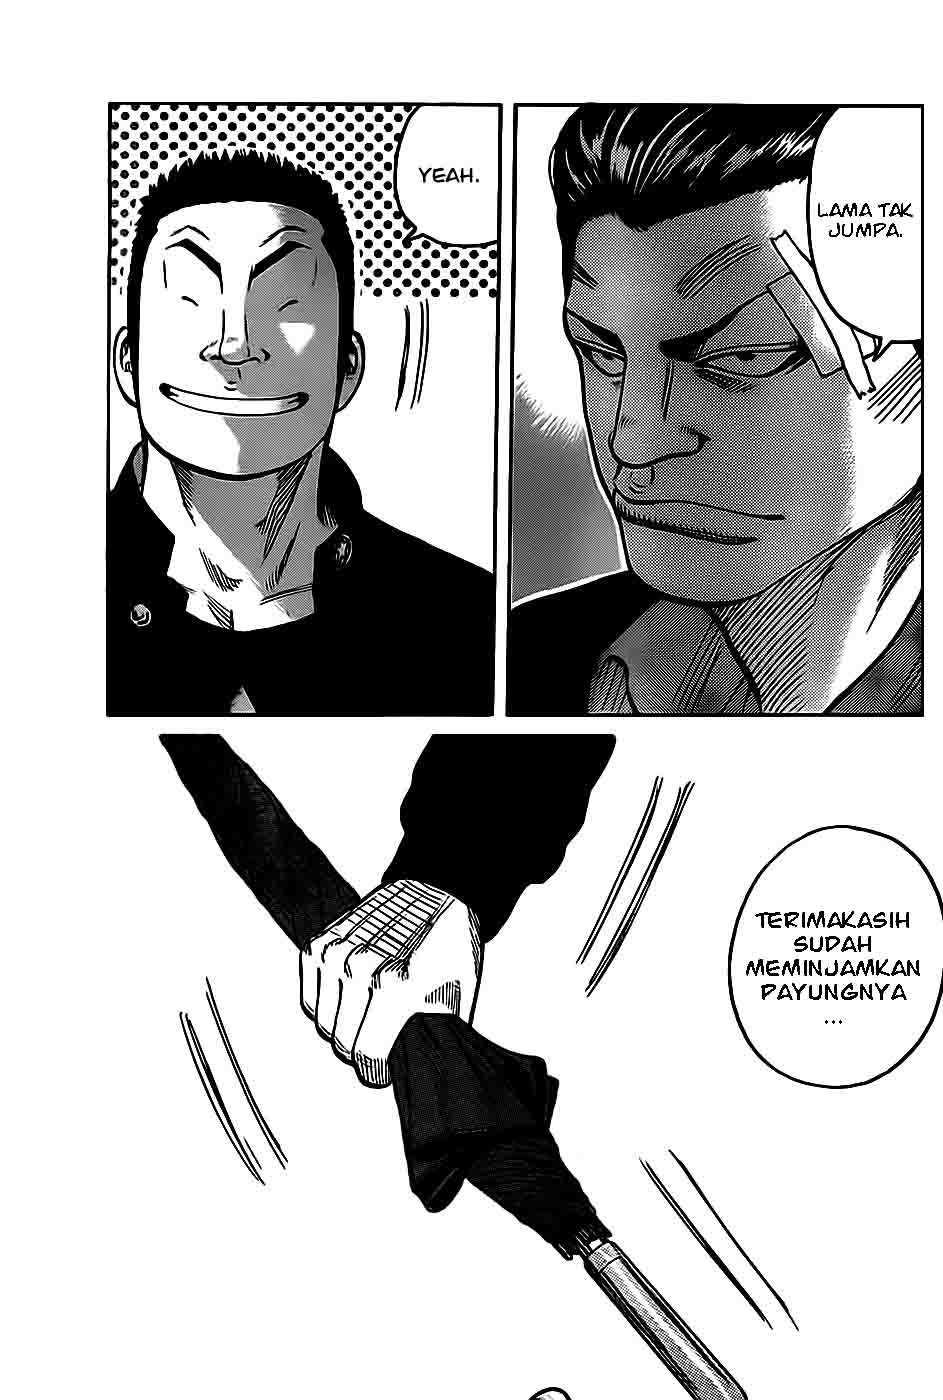 LAMA TAK
JUMPA.
YEAH.
TERIMAKASIH
SUDAH
MEMINJAMKAN
PAYUNGNYA
...